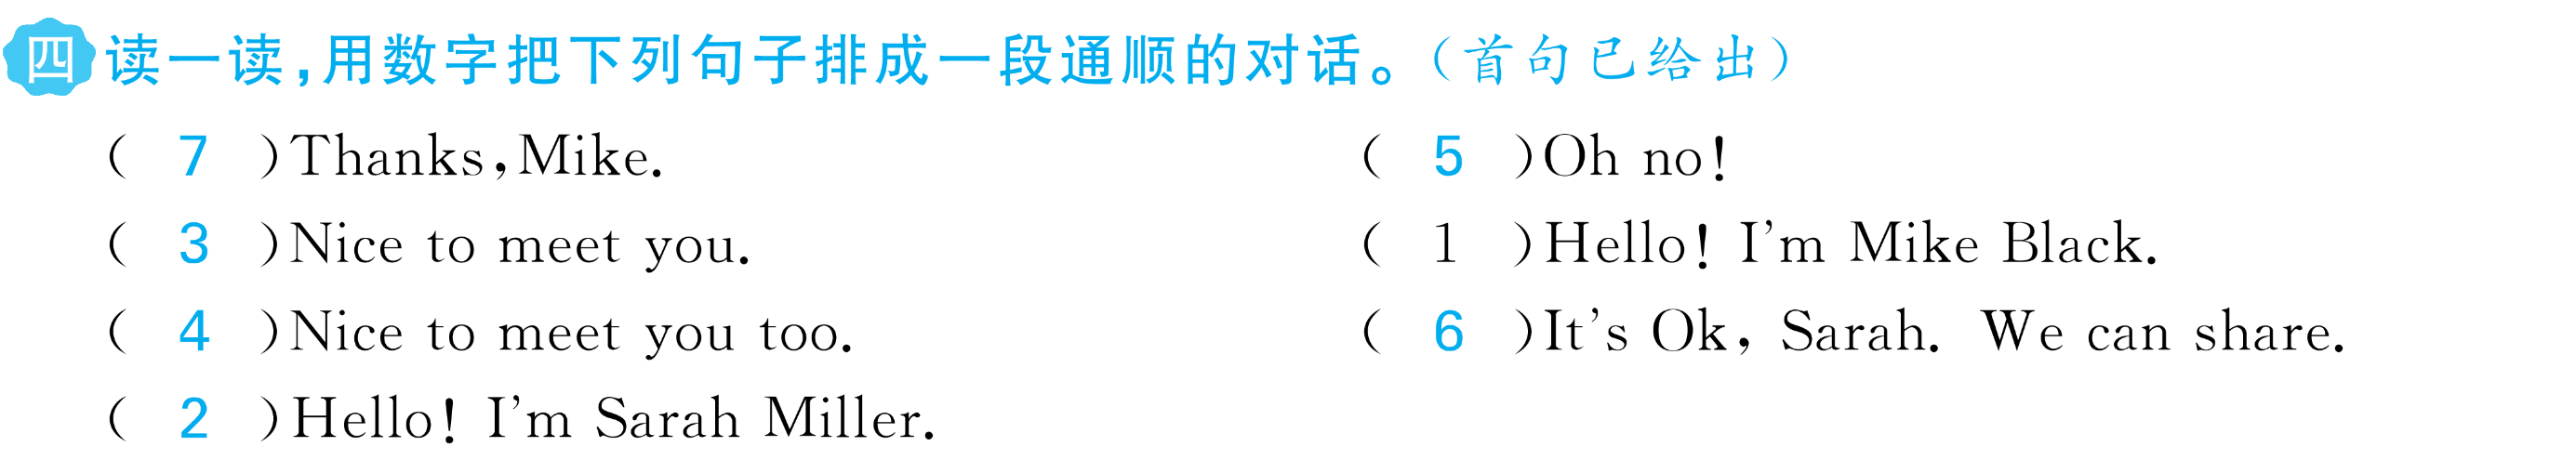 四 读一读,用数字把下列句子排成一段通顺的对话。(首句已给出)
( 7 )Thanks,Mike. ( 5 )Oh no!
( 3 )Nice to meet you. ( 1 )Hello! I'm Mike Black.
( 4 )Nice to meet you too. ( 6 )It's Ok, Sarah. We can share.
( 2 )Hello! I'm Sarah Miller.